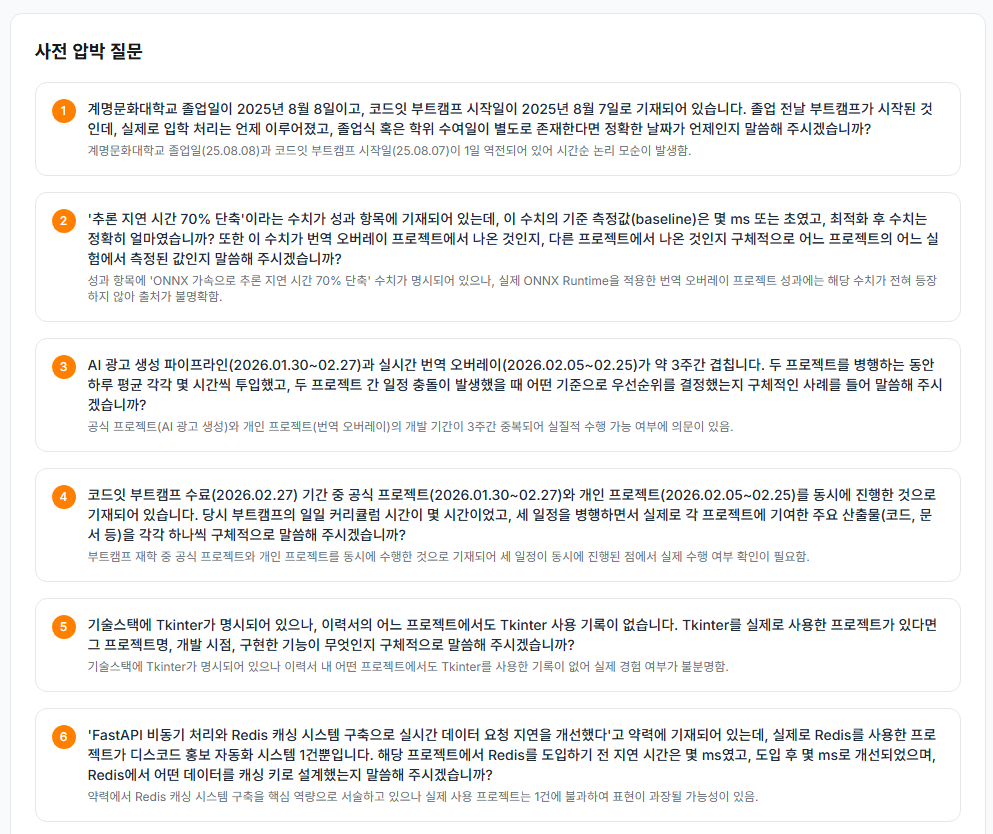 사전 압박 질문
1
계명문화대학교 졸업일이 2025년 8월 8일이고, 코드잇 부트캠프 시작일이 2025년 8월 7일로 기재되어 있습니다. 졸업 전날 부트캠프가 시작된 것
인데, 실제로 입학 처리는 언제 이루어졌고, 졸업식 혹은 학위 수여일이 별도로 존재한다면 정확한 날짜가 언제인지 말씀해 주시겠습니까?
계명문화대학교 졸업일(25.08.08)과 코드잇 부트캠프 시작일(25.08.07)이 1일 역전되어 있어 시간순 논리 모순이 발생함.
2
'추론 지연 시간 70% 단축'이라는 수치가 성과 항목에 기재되어 있는데, 이 수치의 기준 측정값(baseline)은 몇 ms 또는 초였고, 최적화 후 수치는
정확히 얼마였습니까? 또한 이 수치가 번역 오버레이 프로젝트에서 나온 것인지, 다른 프로젝트에서 나온 것인지 구체적으로 어느 프로젝트의 어느 실
험에서 측정된 값인지 말씀해 주시겠습니까?
성과 항목에 'ONNX 가속으로 추론 지연 시간 70% 단축' 수치가 명시되어 있으나, 실제 ONNX Runtime을 적용한 번역 오버레이 프로젝트 성과에는 해당 수치가 전혀 등장
하지 않아 출처가 불명확함.
3
AI 광고 생성 파이프라인(2026.01.30~02.27)과 실시간 번역 오버레이(2026.02.05~02.25)가 약 3주간 겹칩니다. 두 프로젝트를 병행하는 동안
하루 평균 각각 몇 시간씩 투입했고, 두 프로젝트 간 일정 충돌이 발생했을 때 어떤 기준으로 우선순위를 결정했는지 구체적인 사례를 들어 말씀해 주시
겠습니까?
공식 프로젝트(AI 광고 생성)와 개인 프로젝트(번역 오버레이)의 개발 기간이 3주간 중복되어 실질적 수행 가능 여부에 의문이 있음.
4
코드잇 부트캠프 수료(2026.02.27) 기간 중 공식 프로젝트(2026.01.30~02.27)와 개인 프로젝트(2026.02.05~02.25)를 동시에 진행한 것으로
기재되어 있습니다. 당시 부트캠프의 일일 커리큘럼 시간이 몇 시간이었고, 세 일정을 병행하면서 실제로 각 프로젝트에 기여한 주요 산출물(코드, 문
서 등)을 각각 하나씩 구체적으로 말씀해 주시겠습니까?
부트캠프 재학 중 공식 프로젝트와 개인 프로젝트를 동시에 수행한 것으로 기재되어 세 일정이 동시에 진행된 점에서 실제 수행 여부 확인이 필요함.
5
기술스택에 Tkinter가 명시되어 있으나, 이력서의 어느 프로젝트에서도 Tkinter 사용 기록이 없습니다. Tkinter를 실제로 사용한 프로젝트가 있다면
그 프로젝트명, 개발 시점, 구현한 기능이 무엇인지 구체적으로 말씀해 주시겠습니까?
기술스택에 Tkinter가 명시되어 있으나 이력서 내 어떤 프로젝트에서도 Tkinter를 사용한 기록이 없어 실제 경험 여부가 불분명함.
6
'FastAPI 비동기 처리와 Redis 캐싱 시스템 구축으로 실시간 데이터 요청 지연을 개선했다'고 약력에 기재되어 있는데, 실제로 Redis를 사용한 프로
젝트가 디스코드 홍보 자동화 시스템 1건뿐입니다. 해당 프로젝트에서 Redis를 도입하기 전 지연 시간은 몇 ms였고, 도입 후 몇 ms로 개선되었으며,
Redis에서 어떤 데이터를 캐싱 키로 설계했는지 말씀해 주시겠습니까?
약력에서 Redis 캐싱 시스템 구축을 핵심 역량으로 서술하고 있으나 실제 사용 프로젝트는 1건에 불과하여 표현이 과장될 가능성이 있음.